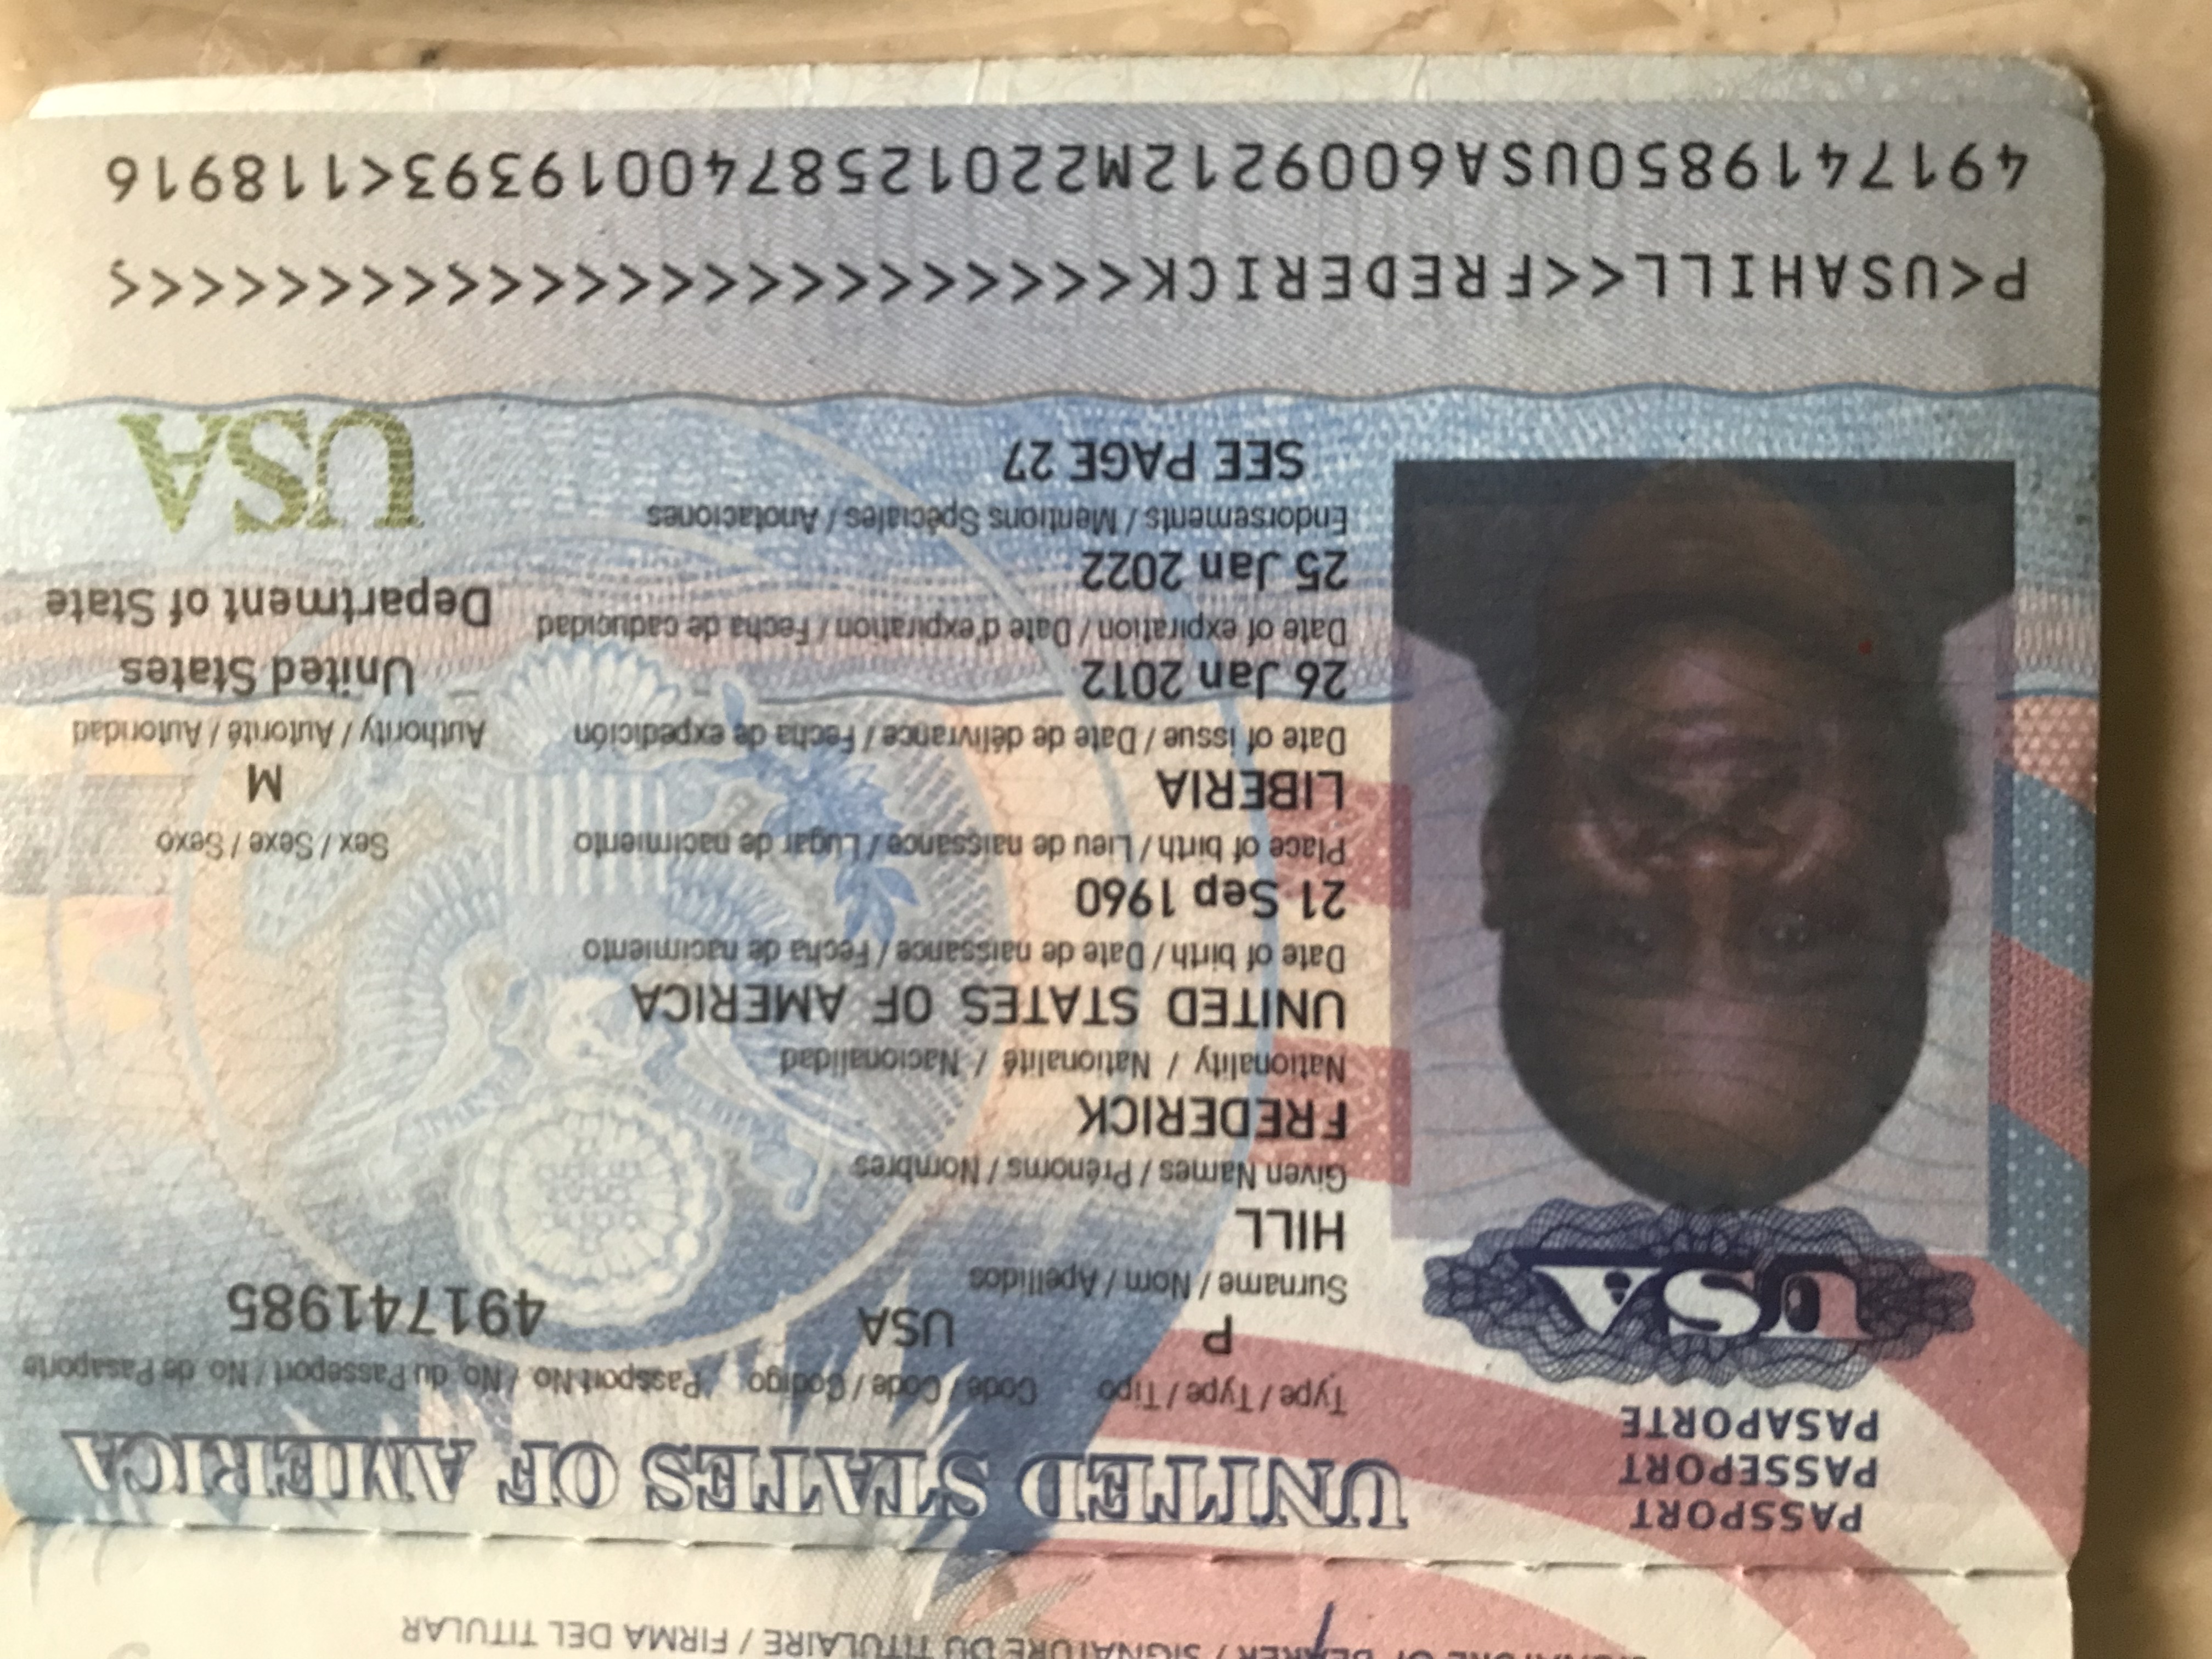 SIGNATURE OF BEARER / SIGNATURE DU TITULAIRE / FIRMA DEL TITULAR
PASSPORT
PASSEPORT
PASAPORTE
UNITED STATES OF AMERICA
USA
Type / Type / Tipo Code / Code / Código Passport No. / No. du Passeport / No. de Pasaporte
P USA 491741985
Surname / Nom / Apellidos
HILL
Given Names / Prénoms / Nombres
FREDERICK
Nationality / Nationalité / Nacionalidad
UNITED STATES OF AMERICA
Date of birth / Date de naissance / Fecha de nacimiento
21 Sep 1960
Place of birth / Lieu de naissance / Lugar de nacimiento Sex / Sexe / Sexo
LIBERIA M
Date of issue / Date de délivrance / Fecha de expedición Authority / Autorité / Autoridad
26 Jan 2012 United States
Date of expiration / Date d'expiration / Fecha de caducidad Department of State
25 Jan 2022
Endorsements / Mentions Spéciales / Anotaciones
SEE PAGE 27
USA
P<USAHILL<<FREDERICK<<<<<<<<<<<<<<<<<<<<<<<<
4917419850USA6009212M2201258740019393<118916